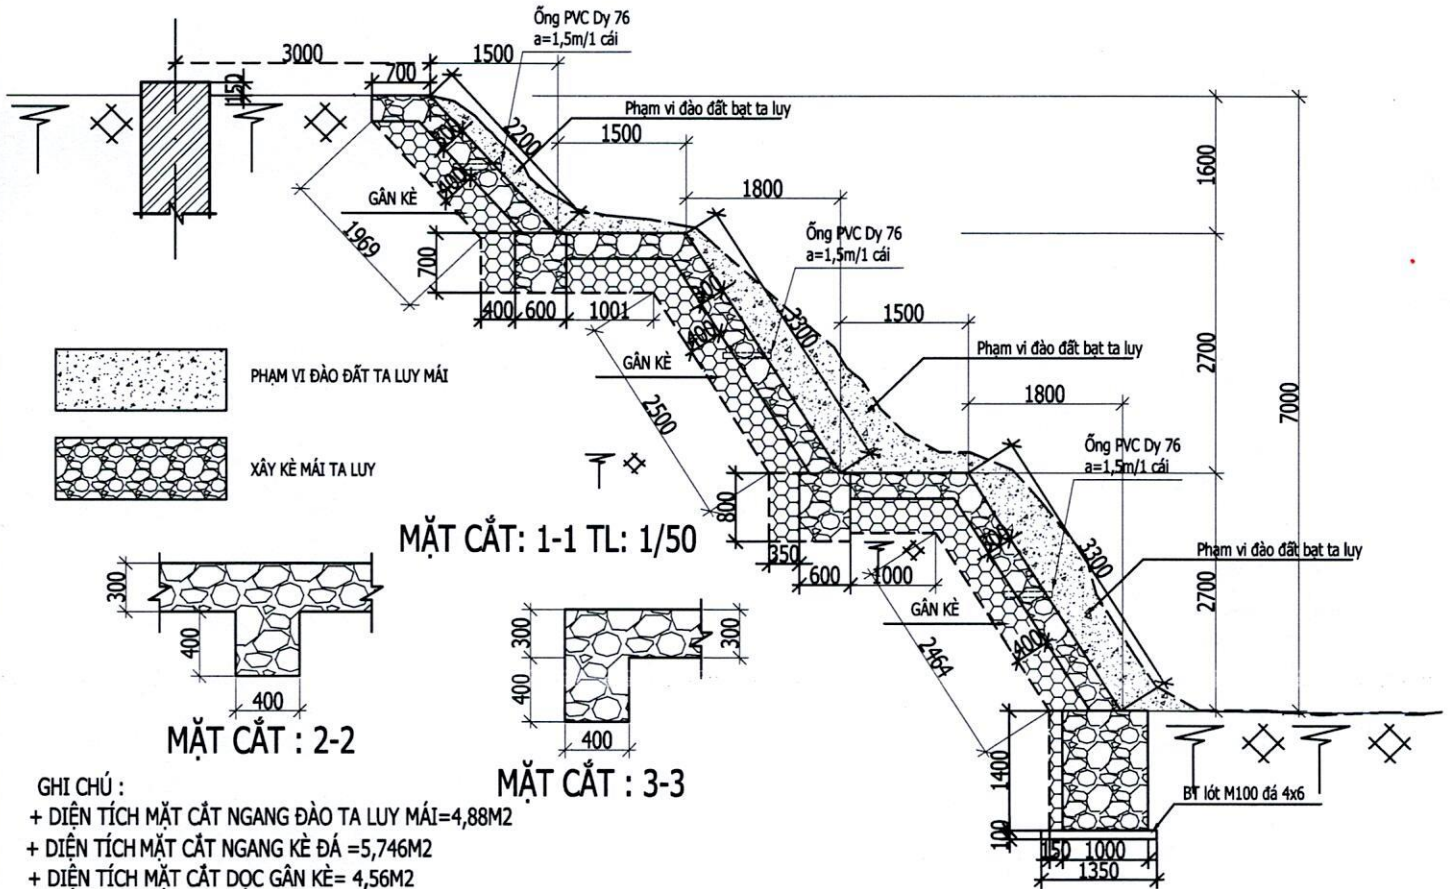 Ống PVC Dy 76
a=1,5m/1 cái
3000
1500
700
150
Phạm vi đào đất bạt ta luy
2200
1500
300
400
1600
GÂN KÈ
1800
1969
Ống PVC Dy 76
a=1,5m/1 cái
700
400
600
1001
300
3300
1500
400
Phạm vi đào đất bạt ta luy
GÂN KÈ
2700
7000
PHẠM VI ĐÀO ĐẤT TA LUY MÁI
2500
1800
Ống PVC Dy 76
a=1,5m/1 cái
XÂY KÈ MÁI TA LUY
800
MẶT CẮT: 1-1 TL: 1/50
350
600
1000
300
3300
Phạm vi đào đất bạt ta luy
2700
300
400
400
MẶT CẮT : 2-2
300
300
400
400
MẶT CẮT : 3-3
GÂN KÈ
400
2464
1400
BT lót M100 đá 4x6
100
150
1000
1350
GHI CHÚ :
+ DIỆN TÍCH MẶT CẮT NGANG ĐÀO TA LUY MÁI=4,88M2
+ DIỆN TÍCH MẶT CẮT NGANG KÈ ĐÁ =5,746M2
+ DIỆN TÍCH MẶT CẮT DỌC GÂN KÈ= 4,56M2